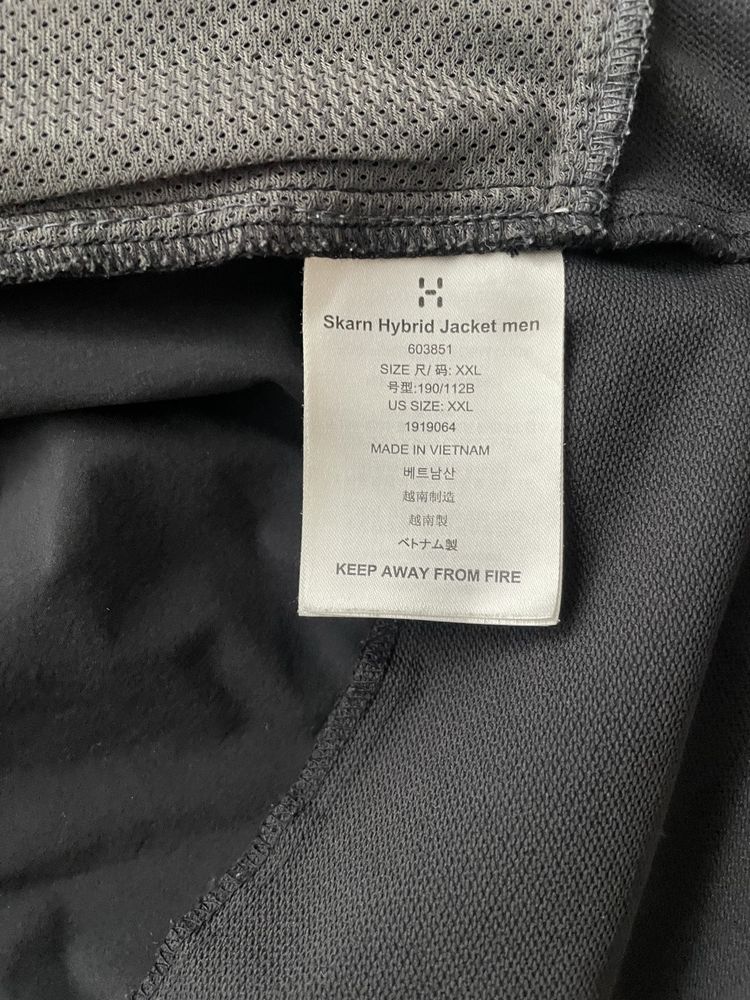 Skarn Hybrid Jacket men
603851
SIZE 尺/ 码: XXL
号型:190/112B
US SIZE: XXL
1919064
MADE IN VIETNAM
베트남산
越南制造
越南製
ベトナム製
KEEP AWAY FROM FIRE